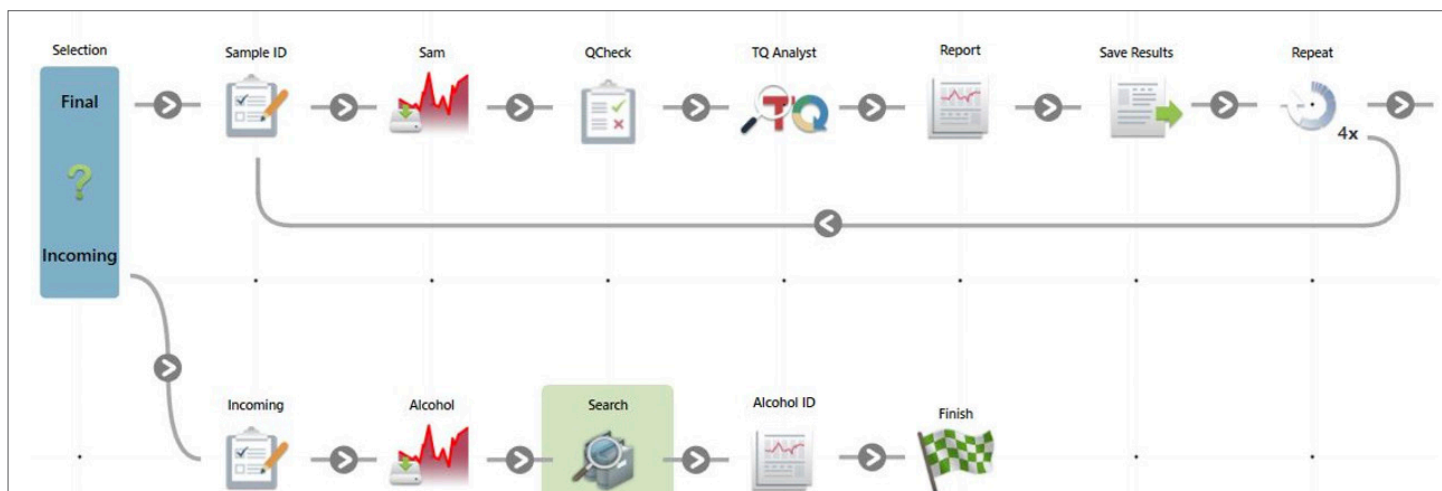 Selection
Sample ID
Sam
QCheck
TQ Analyst
Report
Save Results
Repeat
Final
TQ
4x
?
Incoming
Incoming
Alcohol
Search
Alcohol ID
Finish